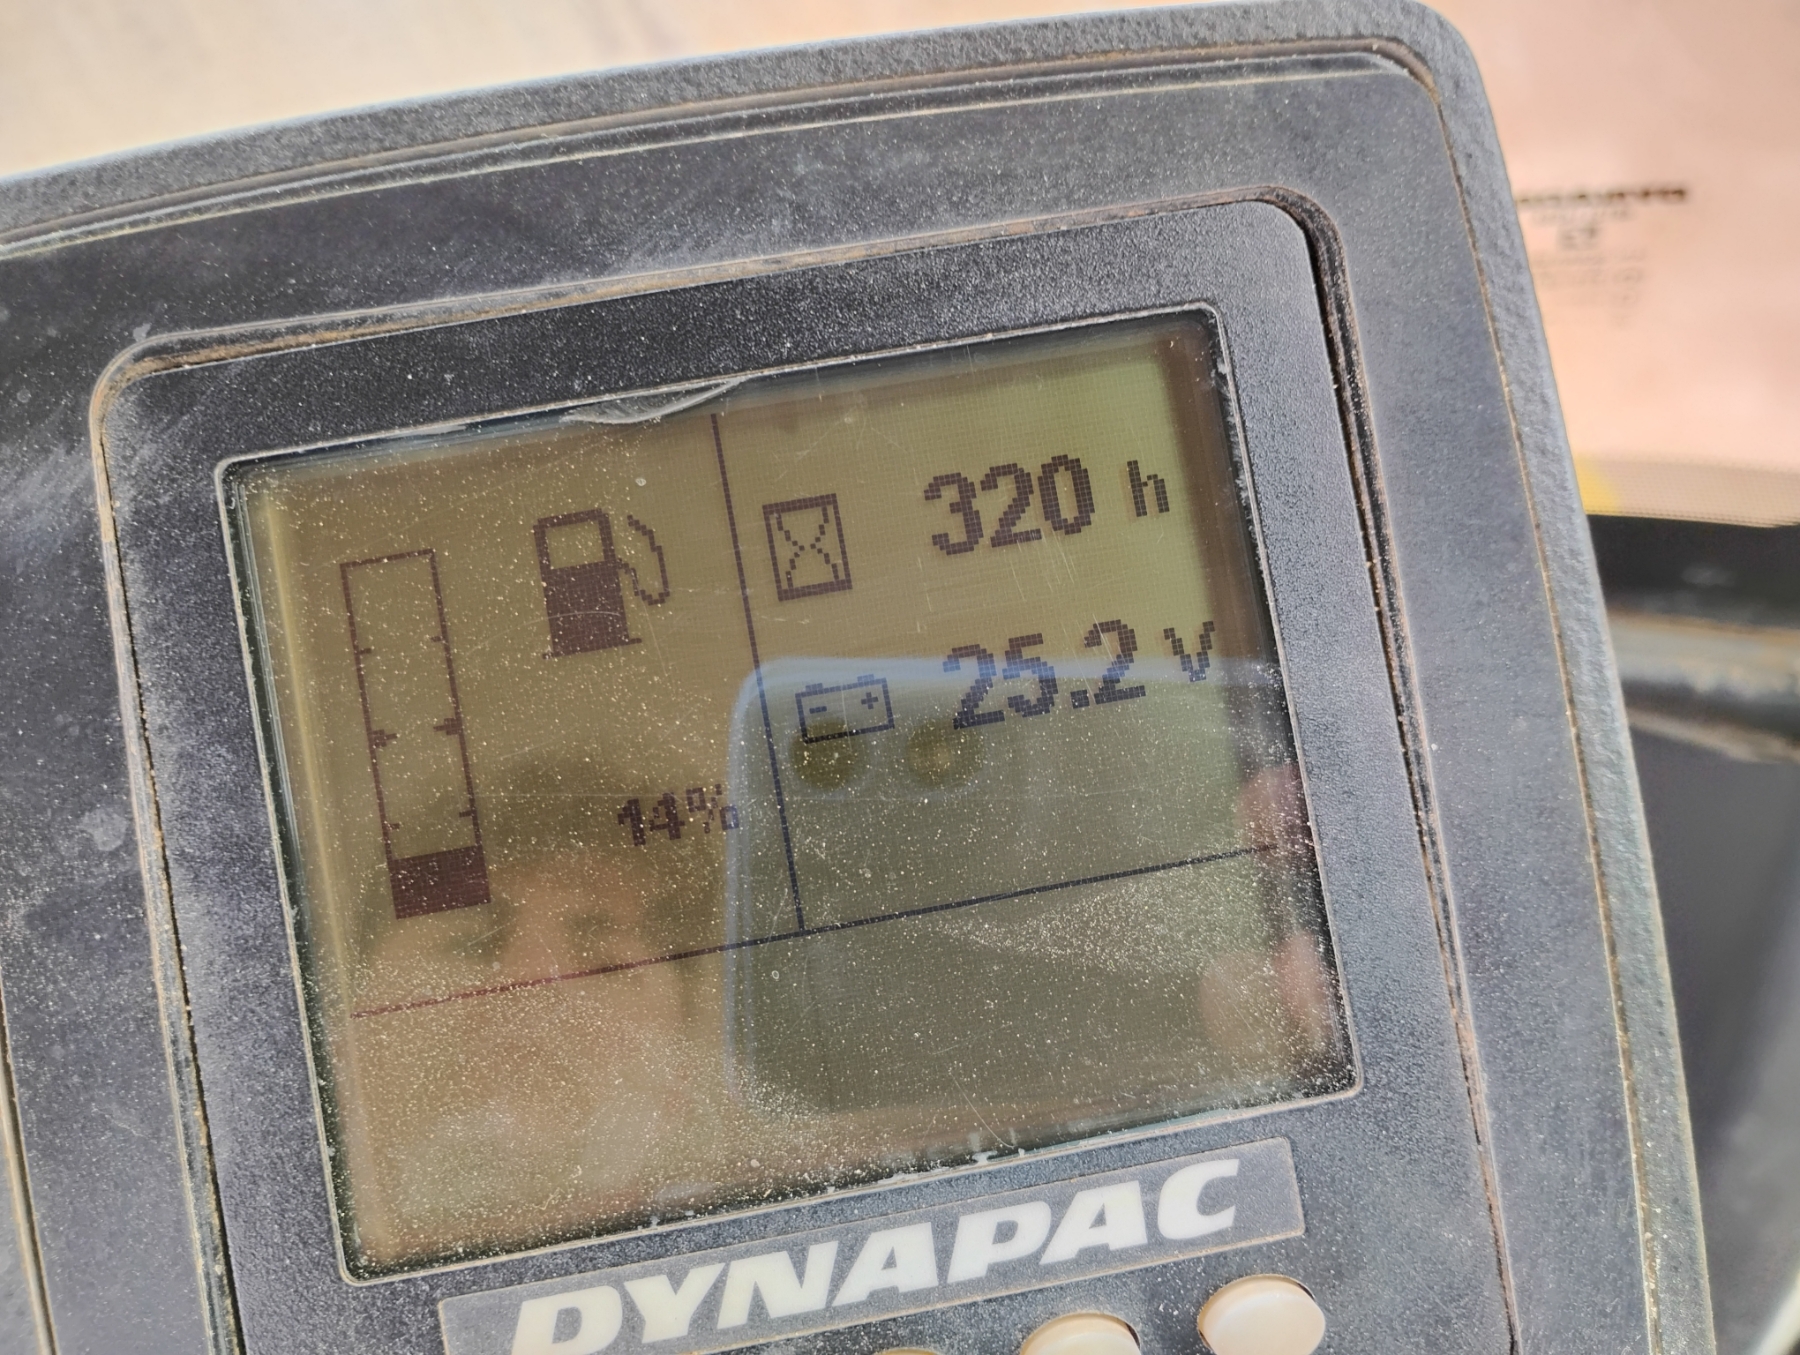 320 h
25.2 V
14%
DYNAPAC